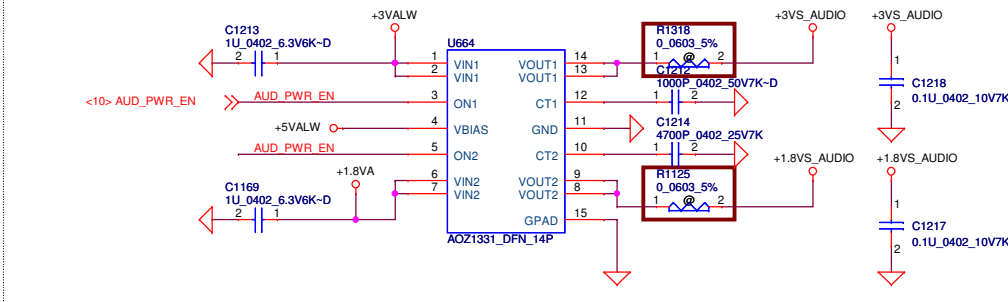 +3VALW
+3VS_AUDIO
+3VS_AUDIO
C1213
1U_0402_6.3V6K~D
2 1
U664
R1318
0_0603_5%
1 @ 2
1 VIN1
2 VIN1
VOUT1 14
VOUT1 13
C1212
1000P_0402_50V7K~D
1 2
1
C1218
0.1U_0402_10V7K
2
<10> AUD_PWR_EN
AUD_PWR_EN
3 ON1
CT1 12
+5VALW
4 VBIAS
GND 11
C1214
4700P_0402_25V7K
1 2
AUD_PWR_EN
5 ON2
CT2 10
+1.8VS_AUDIO
+1.8VS_AUDIO
+1.8VA
C1169
1U_0402_6.3V6K~D
2 1
6 VIN2
7 VIN2
VOUT2 9
VOUT2 8
R1125
0_0603_5%
1 @ 2
GPAD 15
AOZ1331_DFN_14P
1
C1217
0.1U_0402_10V7K
2